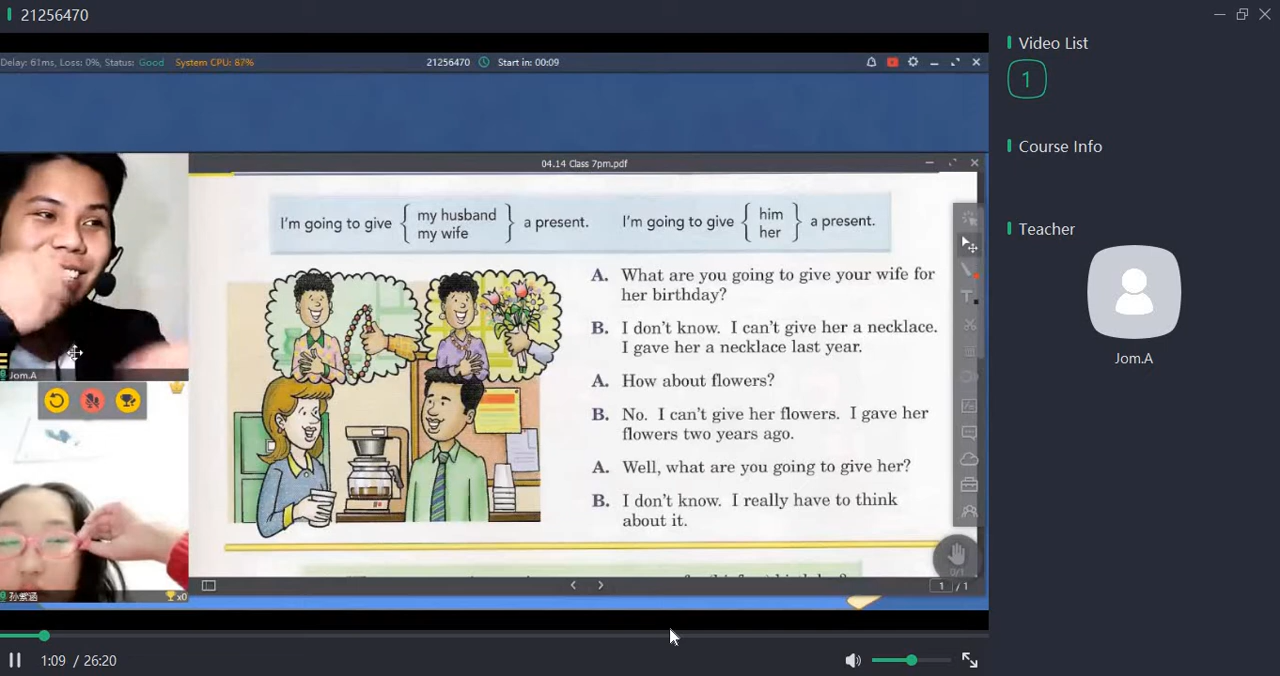 21256470
Delay: 61ms, Loss: 0%, Status: Good System CPU: 67% 21256470 Start in: 00:09
04.14 Class 7pm.pdf
I'm going to give { my husband my wife } a present. I'm going to give { him her } a present.
A. What are you going to give your wife for
her birthday?
B. I don't know. I can't give her a necklace.
I gave her a necklace last year.
A. How about flowers?
B. No. I can't give her flowers. I gave her
flowers two years ago.
A. Well, what are you going to give her?
B. I don't know. I really have to think
about it.
Jom.A
孙紫涵
x0
0/1
1 / 1
1:09 / 26:20
Video List
1
Course Info
Teacher
Jom.A